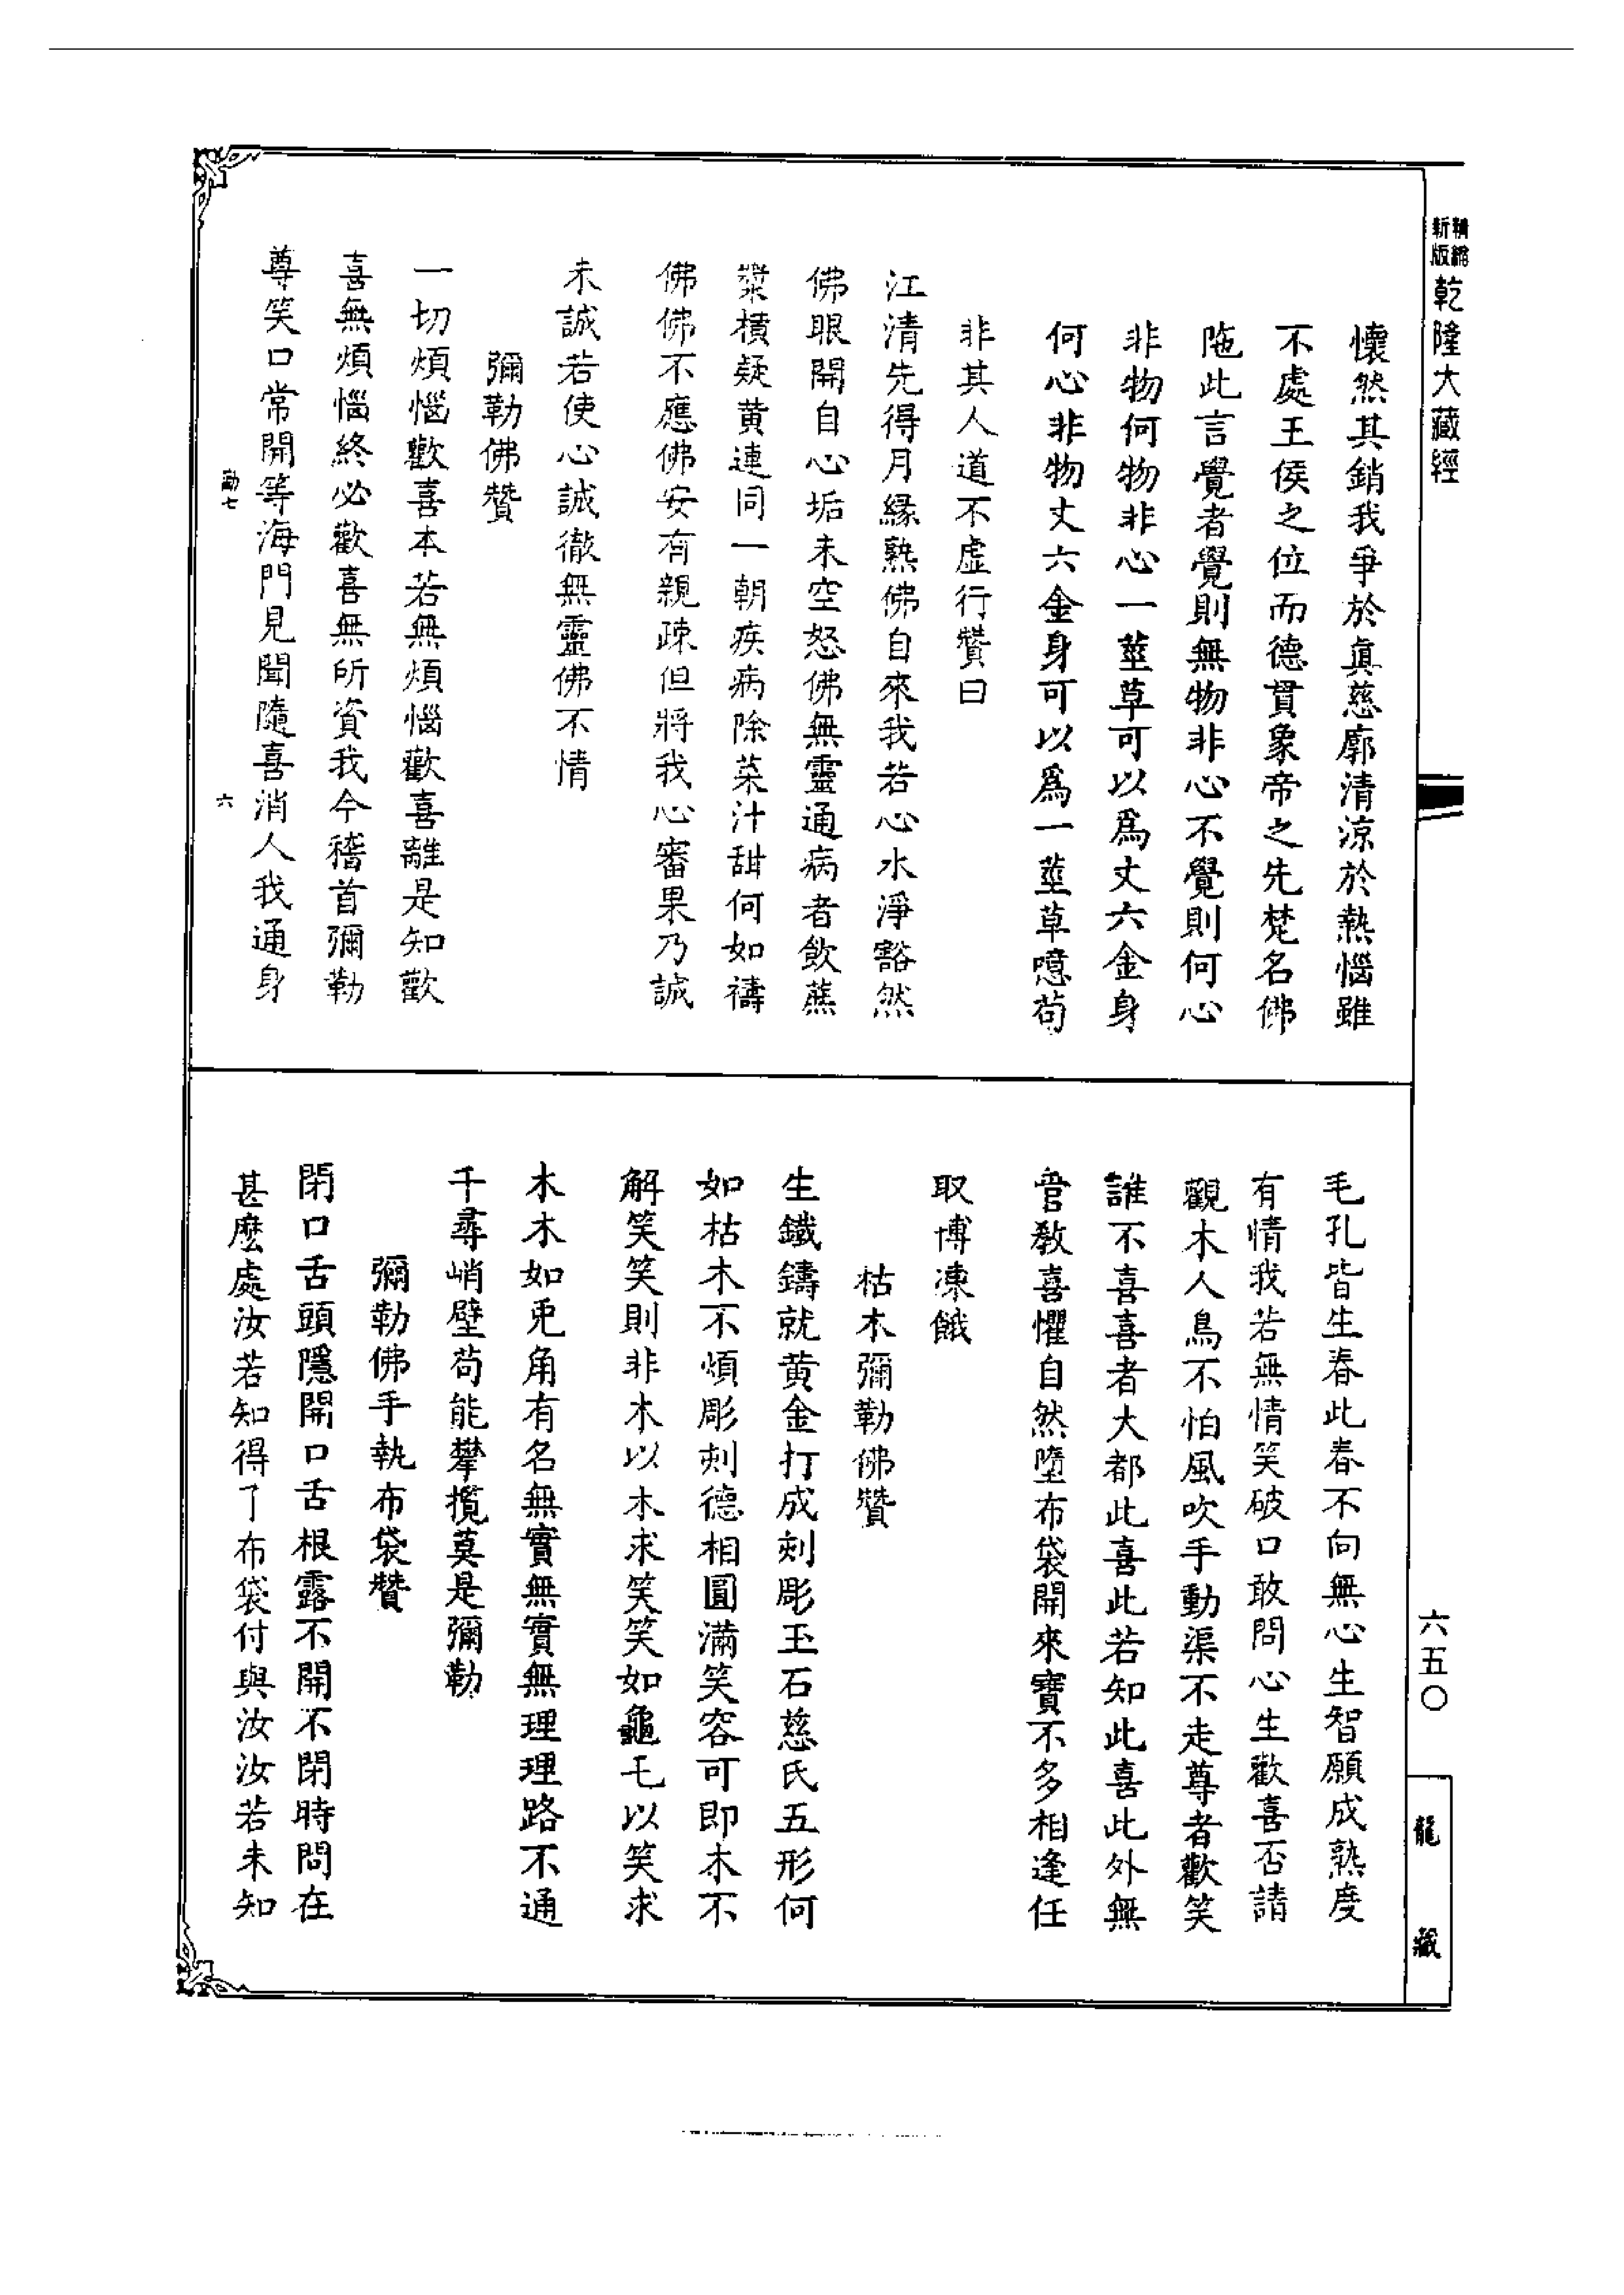 精縮
新版
乾隆大藏經
懷然其銷我爭於真慈廓清涼於熱惱雖
不處王侯之位而德貫象帝之先梵名佛
陁此言覺者覺則無物非心不覺則何心
非物何物非心一莖草可以爲丈六金身
何心非物丈六金身可以爲一莖草噫苟
非其人道不虛行贊曰
江清先得月緣熟佛自來我若心水淨豁然
佛眼開自心垢未空怒佛無靈通病者飲蔗
漿橫疑黄連同一朝疾病除菜汁甜何如禱
佛佛不應佛安有親疎但將我心審果乃誠
未誠若使心誠徹無靈佛不情
彌勒佛贊
一切煩惱歡喜本若無煩惱歡喜離是知歡
喜無煩惱終必歡喜無所資我今稽首彌勒
尊笑口常開等海門見聞隨喜消人我通身
勛七
六
毛孔皆生春此春不向無心生智願成熟度
有情我若無情笑破口敢問心生歡喜否請
觀木人鳥不怕風吹手動渠不走尊者歡笑
誰不喜喜者大都此喜此若知此喜此外無
啻教喜懼自然墮布袋開來寶不多相逢任
取博凍餓
枯木彌勒佛贊
生鐵鑄就黄金打成刻彫玉石慈氏五形何
如枯木不煩彫刻德相圓滿笑容可即木不
解笑笑則非木以木求笑笑如龜毛以笑求
木木如兎角有名無實無實無理理路不通
千尋峭壁苟能攀攬莫是彌勒
彌勒佛手執布袋贊
閉口舌頭隱開口舌根露不開不閉時問在
甚麼處汝若知得了布袋付與汝汝若未知
六五〇
龍藏